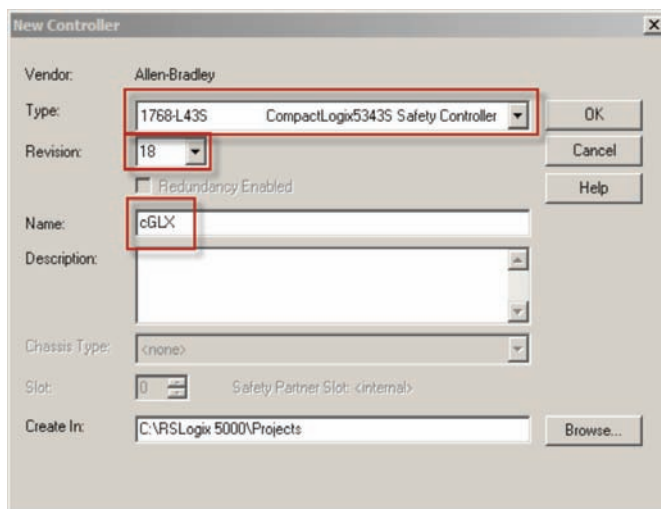 New Controller
Vendor: Allen-Bradley
Type: 1768-L43S CompactLogix5343S Safety Controller OK
Revision: 18 Cancel
Redundancy Enabled Help
Name: cGLX
Description:
Chassis Type: <none>
Slot: 0 Safety Partner Slot: <internal>
Create In: C:\RSLogix 5000\Projects Browse...